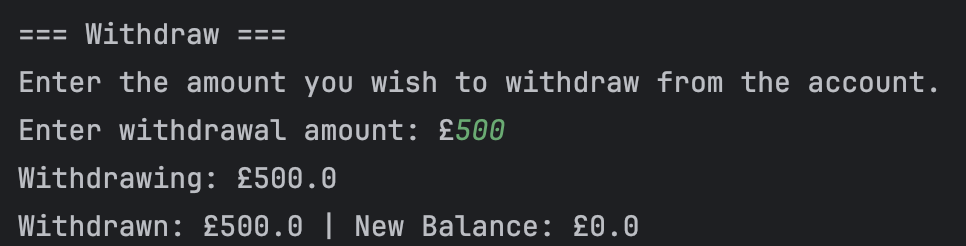 === Withdraw ===
Enter the amount you wish to withdraw from the account.
Enter withdrawal amount: £500
Withdrawing: £500.0
Withdrawn: £500.0 | New Balance: £0.0